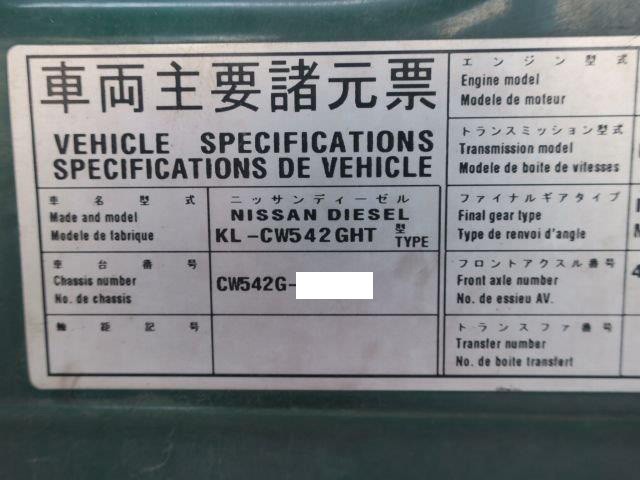 車両主要諸元票
VEHICLE SPECIFICATIONS
SPECIFICATIONS DE VEHICLE
車名型式
Made and model
Modele de fabrique
ニッサンディーゼル
NISSAN DIESEL
KL-CW542GHT 型 TYPE
車台番号
Chassis number
No. de chassis
CW542G-
軸距記号
エンジン型式
Engine model
Modele de moteur
トランスミッション型式
Transmission model
Modele de boite de vitesses
ファイナルギアタイプ
Final gear type
Type de renvoi d'angle
フロントアクスル番号
Front axle number
No. de essieu AV.
4
トランスファ番号
Transfer number
No. de boite transfert